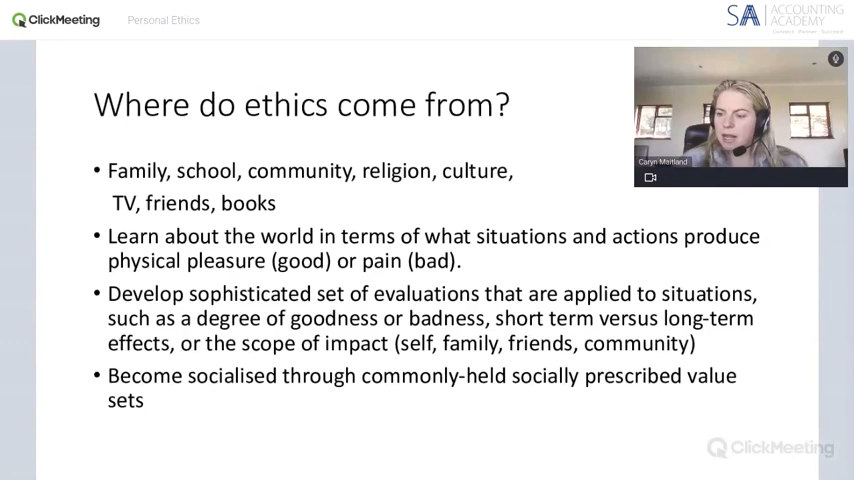 ClickMeeting
Personal Ethics
SA ACCOUNTING
ACADEMY
Connect. Partner. Succeed
Where do ethics come from?
Caryn Maitland
• Family, school, community, religion, culture,
TV, friends, books
• Learn about the world in terms of what situations and actions produce
physical pleasure (good) or pain (bad).
• Develop sophisticated set of evaluations that are applied to situations,
such as a degree of goodness or badness, short term versus long-term
effects, or the scope of impact (self, family, friends, community)
• Become socialised through commonly-held socially prescribed value
sets
ClickMeeting